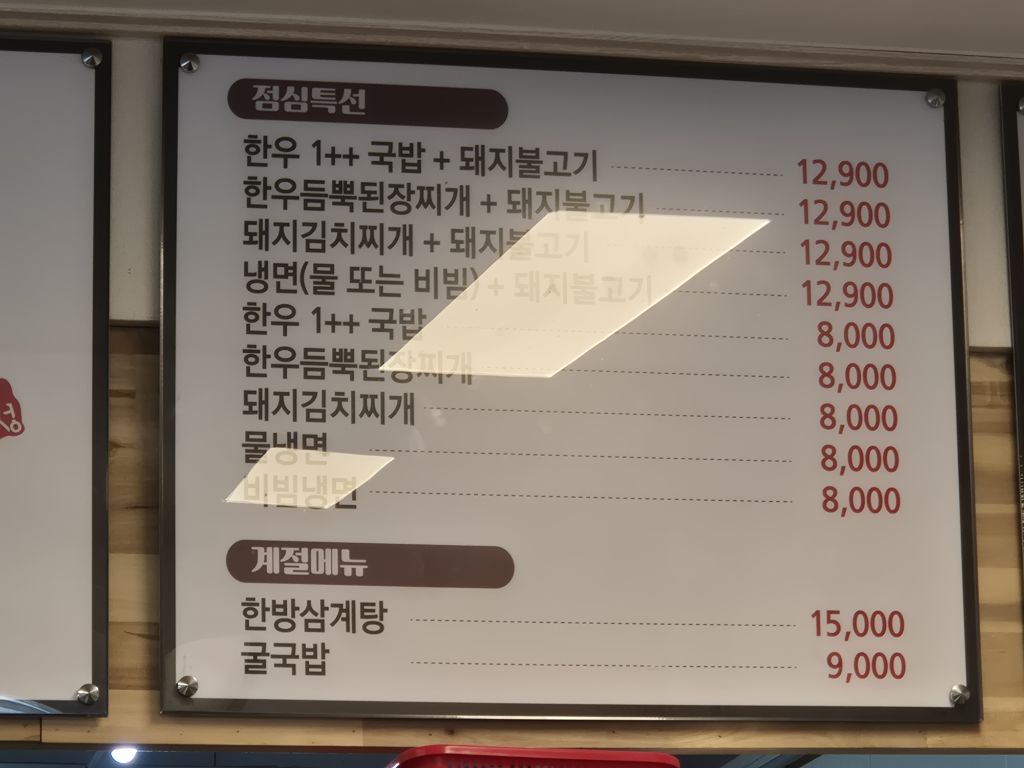 점심특선
한우 1++ 국밥 + 돼지불고기 12,900
한우듬뿍된장찌개 + 돼지불고기 12,900
돼지김치찌개 + 돼지불고기 12,900
냉면(물 또는 비빔) + 돼지불고기 12,900
한우 1++ 국밥 8,000
한우듬뿍된장찌개 8,000
돼지김치찌개 8,000
물냉면 8,000
비빔냉면 8,000
계절메뉴
한방삼계탕 15,000
굴국밥 9,000